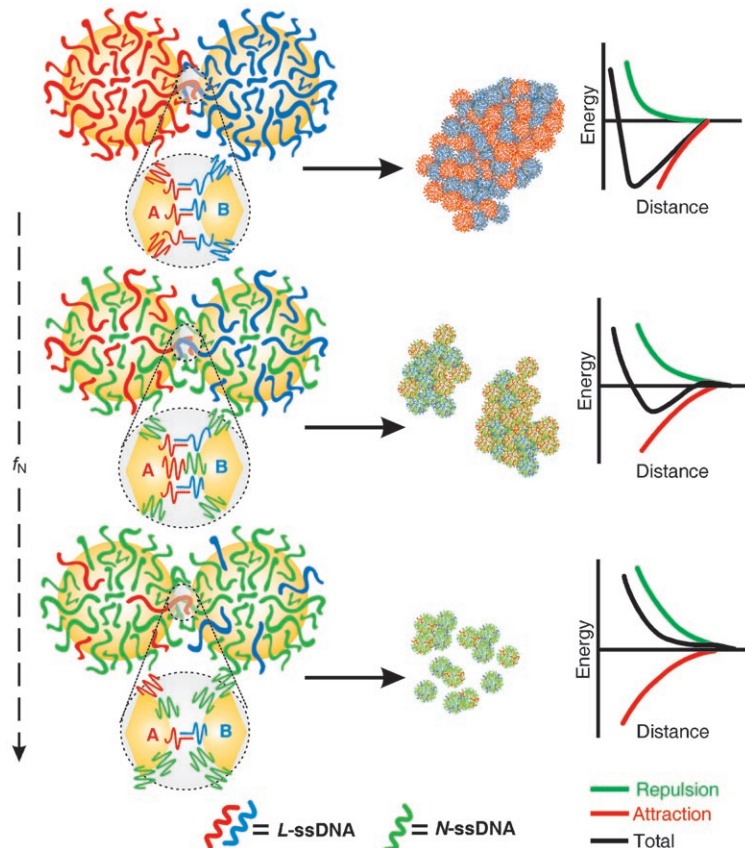 Energy
Distance
A
B
Energy
Distance
A
B
f_N
Energy
Distance
A
B
= L-ssDNA
= N-ssDNA
Repulsion
Attraction
Total